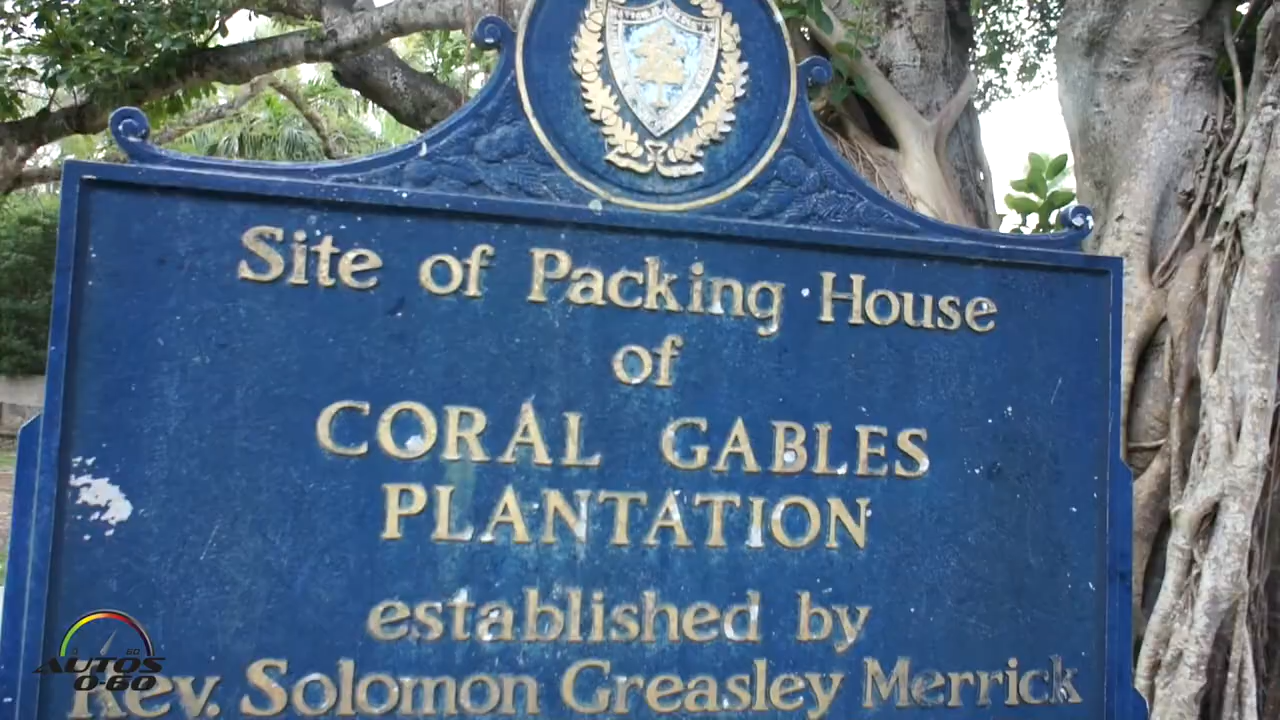 Site of Packing House
of
CORAL GABLES
PLANTATION
established by
Rev. Solomon Greasley Merrick
AUTOS
0-60